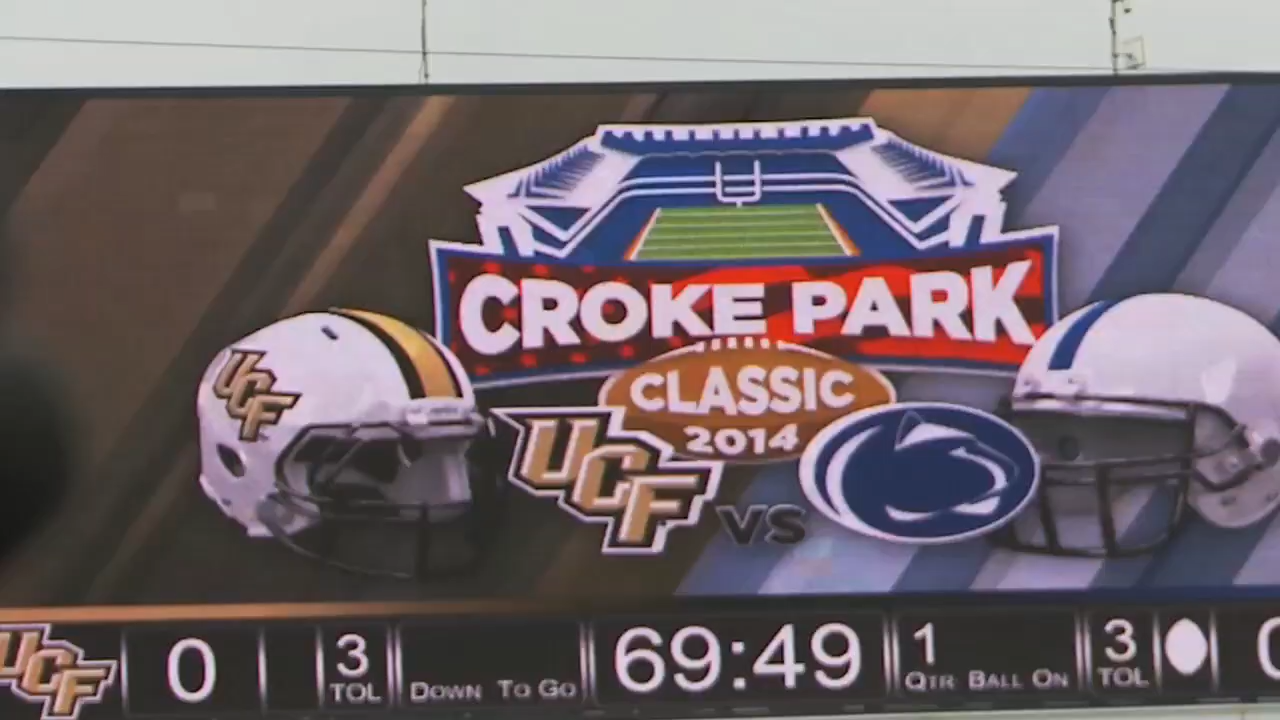 CROKE PARK
CLASSIC
2014
UCF
UCF
VS
UCF
0
3
TOL
DOWN TO GO
69:49
1
QTR BALL ON
3
TOL
0